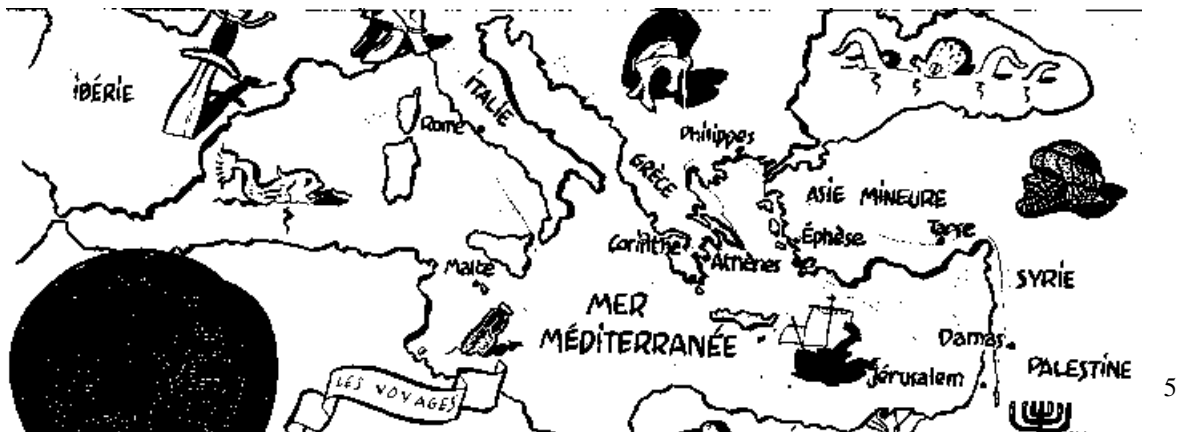 IBÉRIE
ITALIE
Rome
Philippes
GRÈCE
ASIE MINEURE
Corinthe
Athènes
Éphèse
Tarse
Malte
SYRIE
MER
MÉDITERRANÉE
Damas
PALESTINE
Jérusalem
LES VOYAGES
5